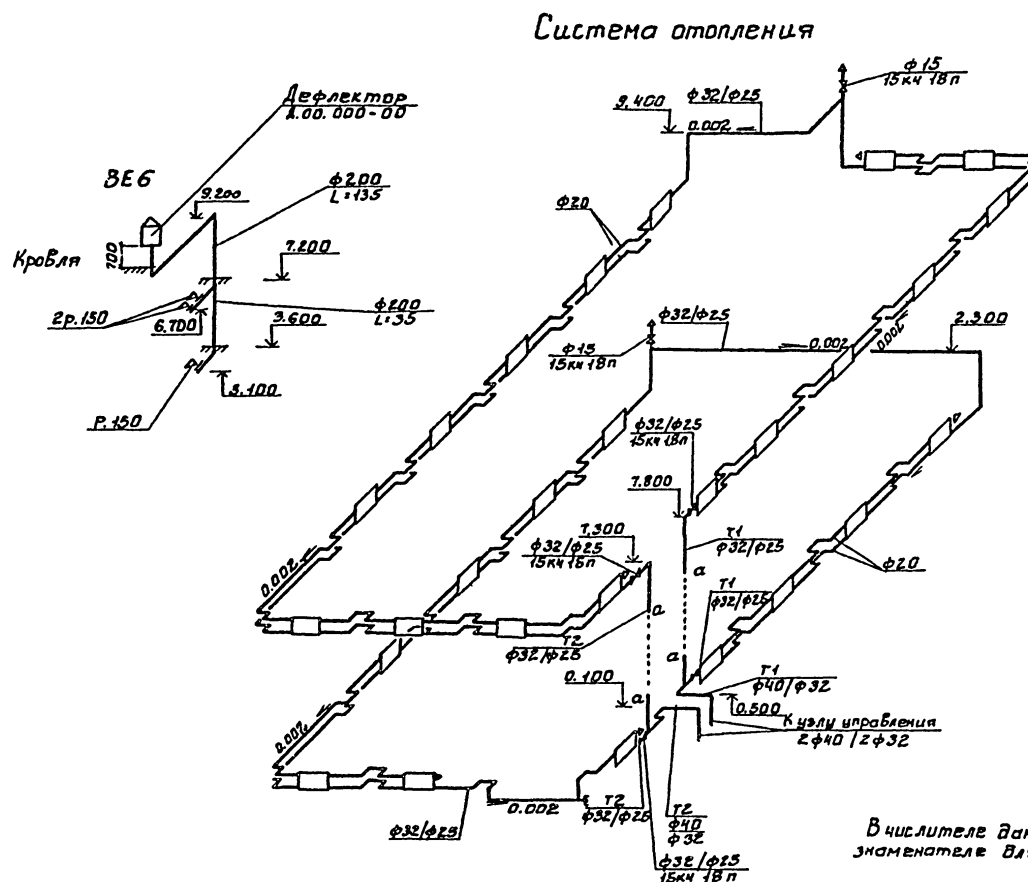 Система отопления
Дефлектор
А.00.000-00
ВЕ6
9.200
ф200
L=135
Кровля
700
7.200
2р.150
6.700
3.600
ф200
L=35
Р.150
3.100
ф15
15кч 18п
9.400
ф32/ф25
0.002
ф20
ф32/ф25
0.002
0.002
2.300
ф15
15кч 18п
ф32/ф25
15кч 18п
7.800
Т1
ф32/ф25
7.300
ф32/ф25
15кч 18п
а
а
ф20
Т1
ф32/ф25
0.002
Т2
ф32/ф25
а
Т1
ф40/ф32
0.100
а
0.500
К узлу управления
2ф40/2ф32
0.002
0.002
ф32/ф25
Т2
ф32/ф25
Т2
ф40
ф32
ф32/ф25
15кч 18п
В числителе дан
знаменателе дл